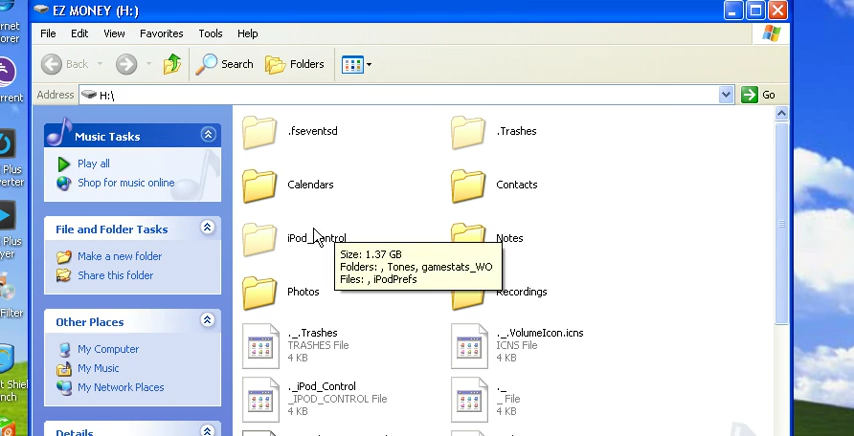 EZ MONEY (H:)
File Edit View Favorites Tools Help
Back Search Folders
Address H:\ Go
Music Tasks
Play all
Shop for music online
File and Folder Tasks
Make a new folder
Share this folder
Other Places
My Computer
My Music
My Network Places
Details
.fseventsd
.Trashes
Calendars
Contacts
iPod_Control
Notes
Size: 1.37 GB
Folders: , Tones, gamestats_WO
Files: , iPodPrefs
Photos
Recordings
._.Trashes
TRASHES File
4 KB
._.VolumeIcon.icns
ICNS File
4 KB
._iPod_Control
_IPOD_CONTROL File
4 KB
._
_ File
4 KB
Plus
Plus
Filter